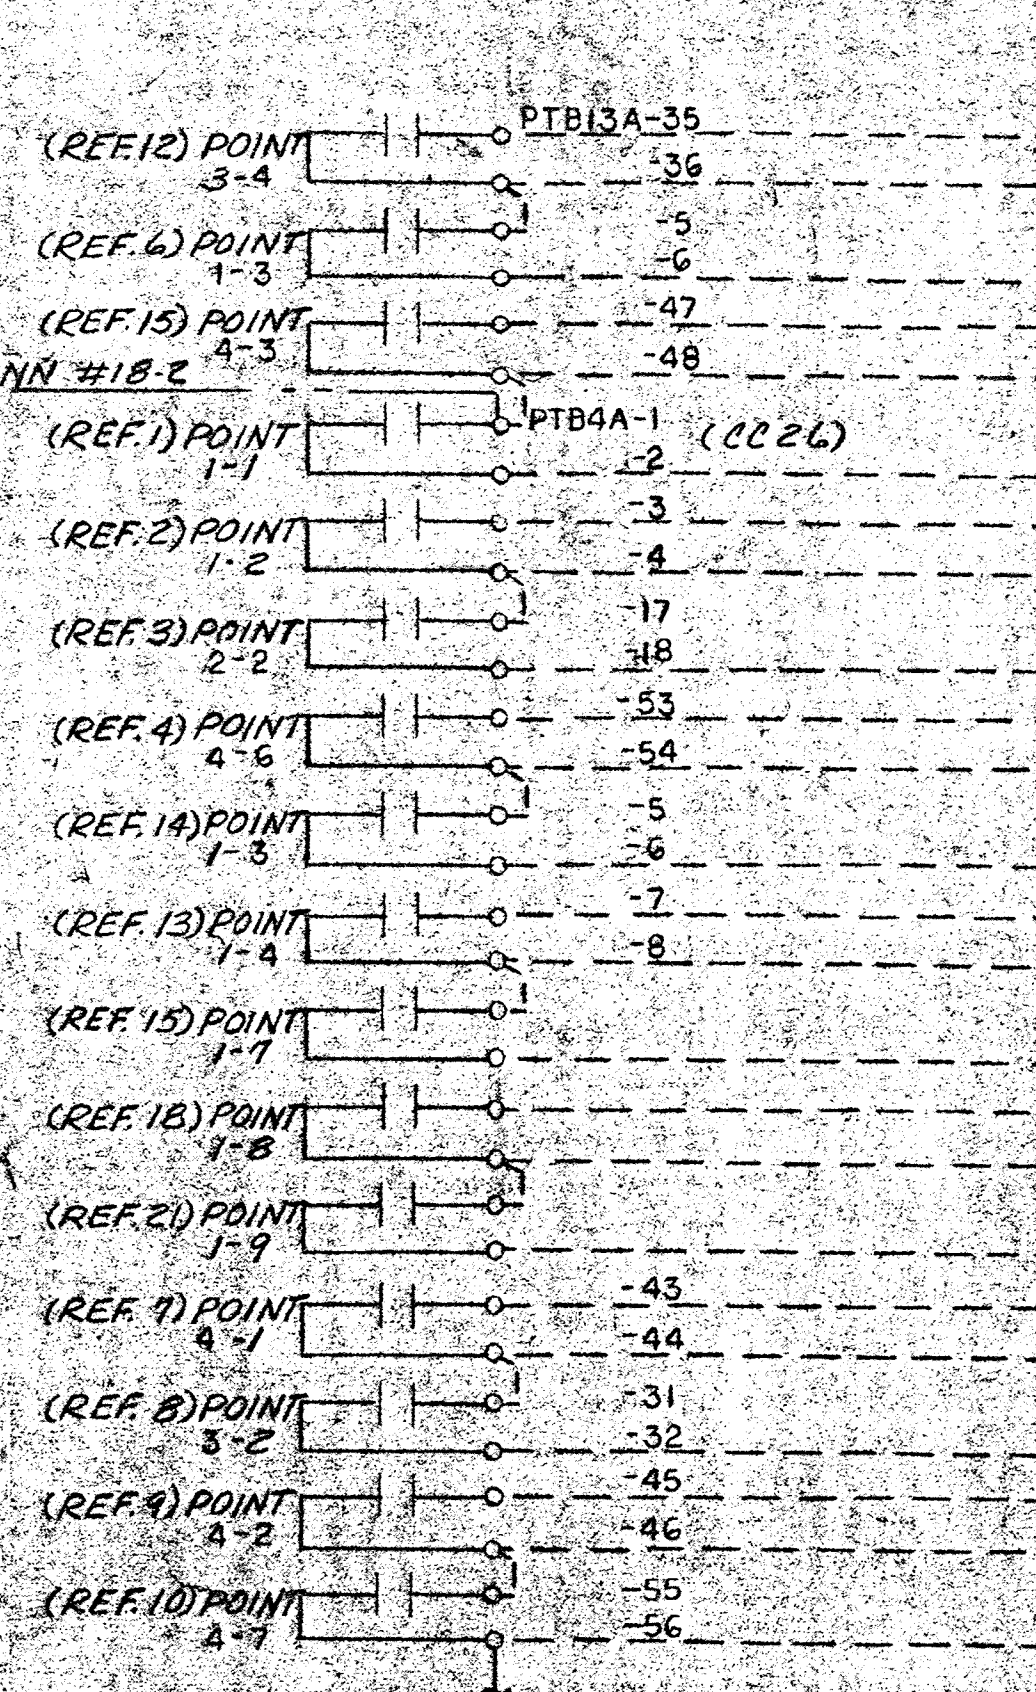 PTB13A-35
(REF.12) POINT
3-4
-36
-5
(REF.6) POINT
1-3
-6
-47
(REF.15) POINT
4-3
-48
NN #18-2
PTB4A-1
(REF.1) POINT
1-1
(CC26)
-2
-3
(REF.2) POINT
1-2
-4
-17
(REF.3) POINT
2-2
-18
-53
(REF.4) POINT
4-6
-54
-5
(REF.14) POINT
1-3
-6
-7
(REF.13) POINT
1-4
-8
(REF.15) POINT
1-7
(REF.18) POINT
1-8
(REF.21) POINT
1-9
-43
(REF.7) POINT
4-1
-44
-31
(REF.8) POINT
3-2
-32
-45
(REF.9) POINT
4-2
-46
-55
(REF.10) POINT
4-7
-56